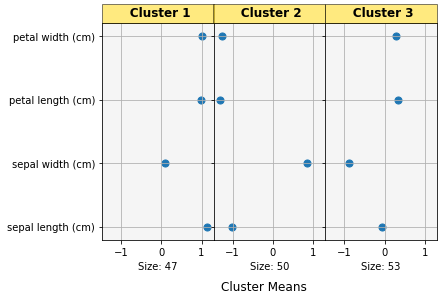 Cluster 1 Cluster 2 Cluster 3
petal width (cm)
petal length (cm)
sepal width (cm)
sepal length (cm)
−1 0 1 −1 0 1 −1 0 1
Size: 47 Size: 50 Size: 53
Cluster Means